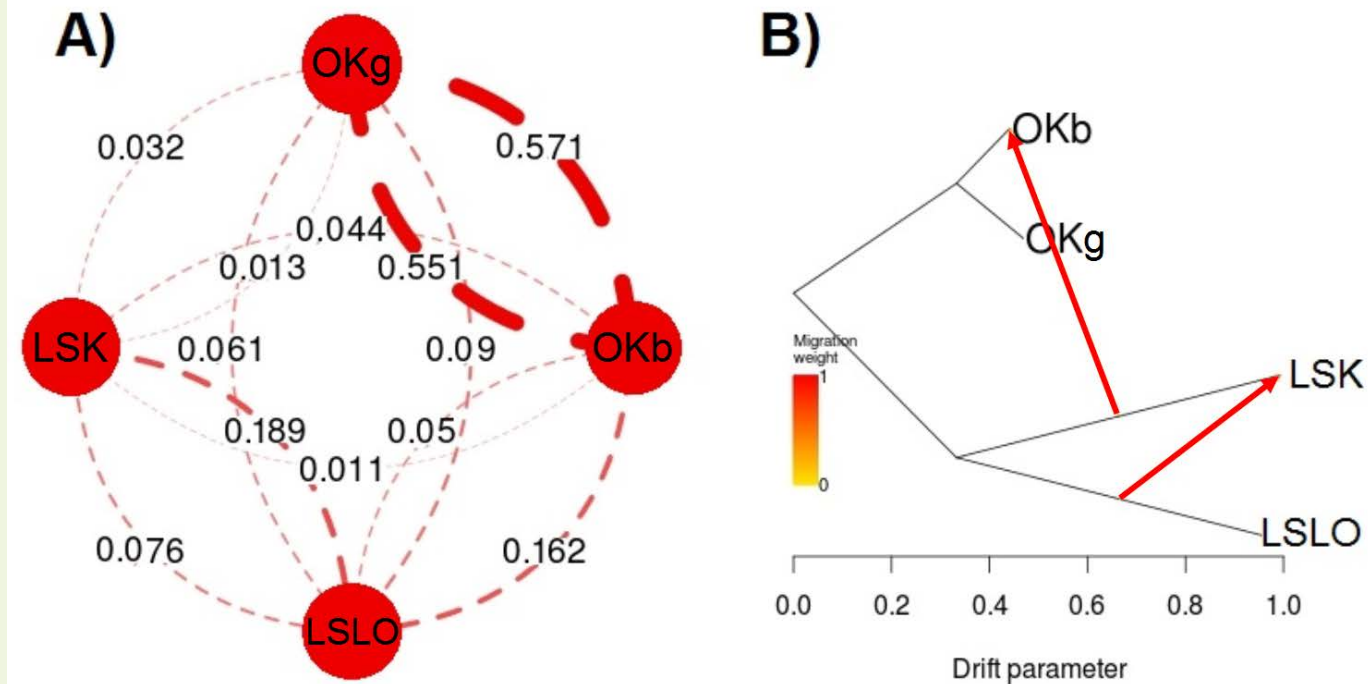 A)
OKg
0.032
0.571
0.044
0.013
0.551
LSK
0.061
0.09
OKb
0.189
0.05
0.011
0.076
0.162
LSLO
B)
OKb
OKg
Migration
weight
1
0
LSK
LSLO
0.0 0.2 0.4 0.6 0.8 1.0
Drift parameter